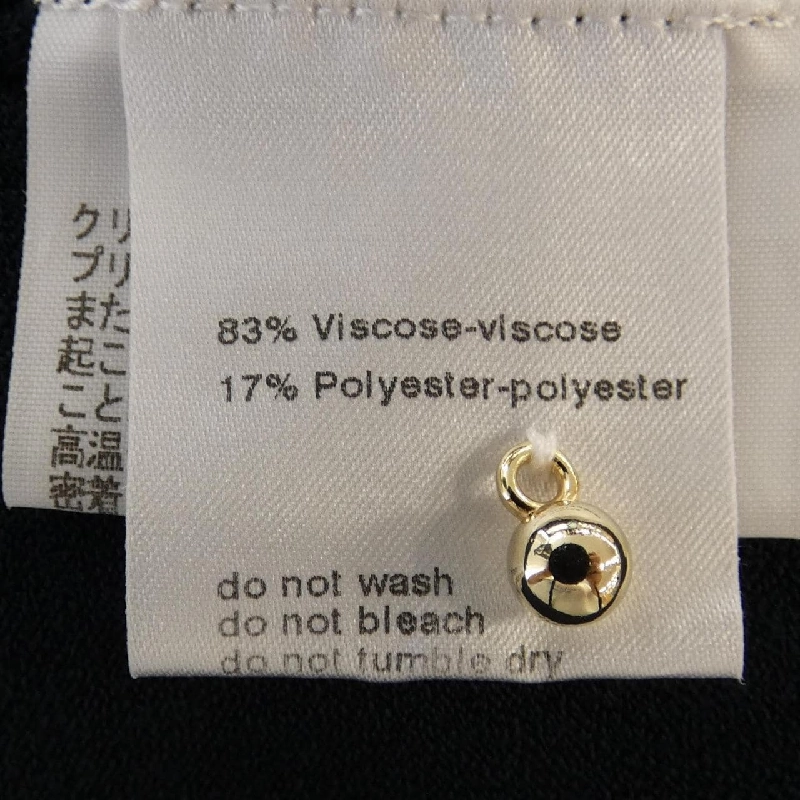 クリ
プリ
また
起こ
こと
高温
密着
83% Viscose-viscose
17% Polyester-polyester
do not wash
do not bleach
do not tumble dry